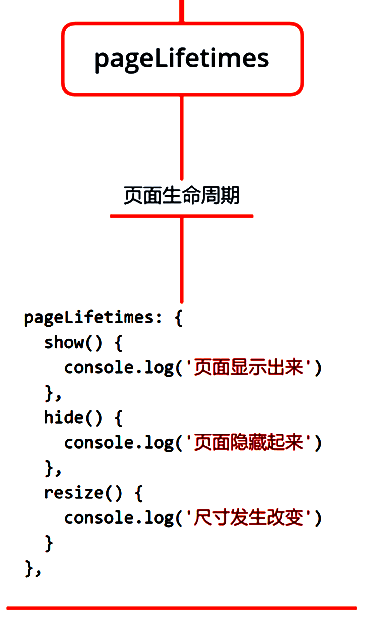 pageLifetimes
页面生命周期
pageLifetimes: {
  show() {
    console.log('页面显示出来')
  },
  hide() {
    console.log('页面隐藏起来')
  },
  resize() {
    console.log('尺寸发生改变')
  }
},